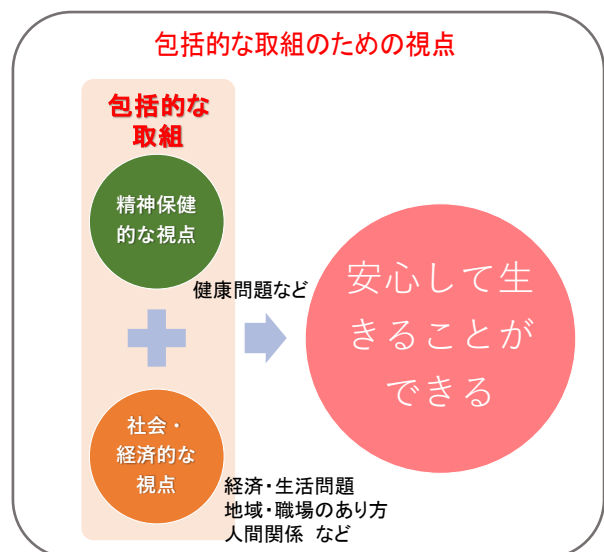 包括的な取組のための視点
包括的な
取組
精神保健
的な視点
健康問題など
安心して生
きることが
できる
社会・
経済的な
視点
経済・生活問題
地域・職場のあり方
人間関係 など